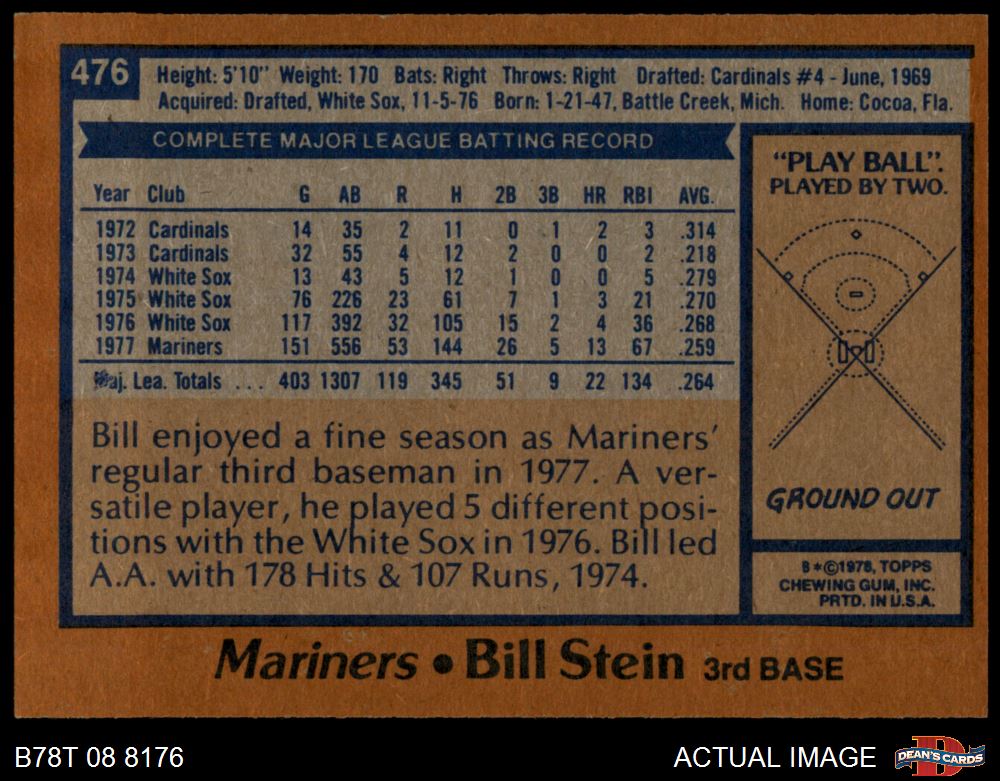 476
Height: 5'10" Weight: 170 Bats: Right Throws: Right Drafted: Cardinals #4 - June, 1969
Acquired: Drafted, White Sox, 11-5-76 Born: 1-21-47, Battle Creek, Mich. Home: Cocoa, Fla.
COMPLETE MAJOR LEAGUE BATTING RECORD
Year Club G AB R H 2B 3B HR RBI AVG.
1972 Cardinals 14 35 2 11 0 1 2 3 .314
1973 Cardinals 32 55 4 12 2 0 0 2 .218
1974 White Sox 13 43 5 12 1 0 0 5 .279
1975 White Sox 76 226 23 61 7 1 3 21 .270
1976 White Sox 117 392 32 105 15 2 4 36 .268
1977 Mariners 151 556 53 144 26 5 13 67 .259
Maj. Lea. Totals ... 403 1307 119 345 51 9 22 134 .264
Bill enjoyed a fine season as Mariners'
regular third baseman in 1977. A ver-
satile player, he played 5 different posi-
tions with the White Sox in 1976. Bill led
A.A. with 178 Hits & 107 Runs, 1974.
"PLAY BALL".
PLAYED BY TWO.
GROUND OUT
B*©1978, TOPPS
CHEWING GUM, INC.
PRTD. IN U.S.A.
Mariners • Bill Stein 3rd BASE
B78T 08 8176
ACTUAL IMAGE
D
DEAN'S CARDS